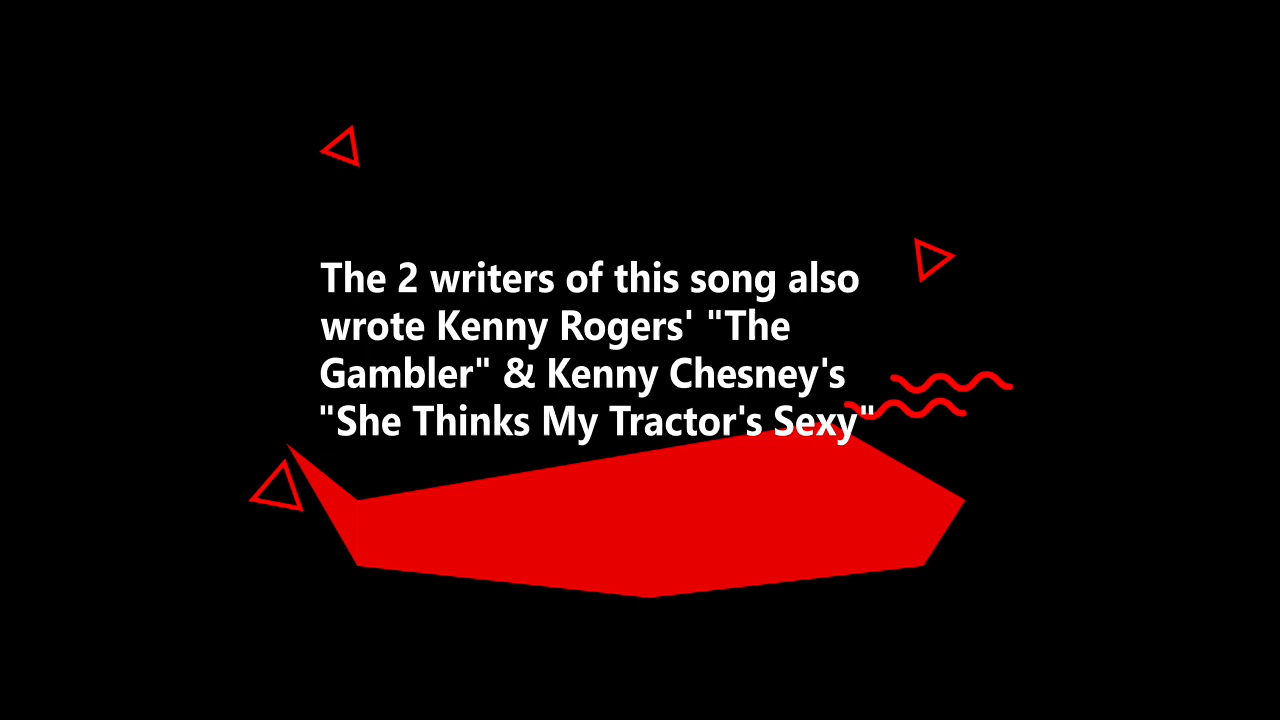 The 2 writers of this song also
wrote Kenny Rogers' "The
Gambler" & Kenny Chesney's
"She Thinks My Tractor's Sexy"